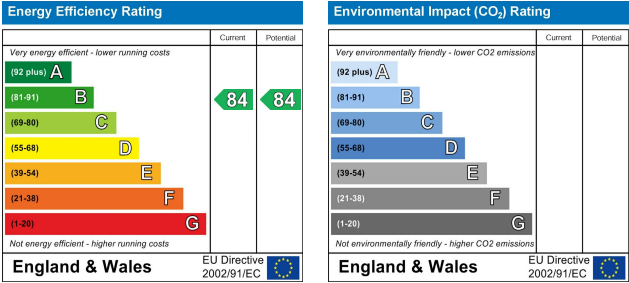 Energy Efficiency Rating
Current Potential
Very energy efficient - lower running costs
(92 plus) A
(81-91) B
84 84
(69-80) C
(55-68) D
(39-54) E
(21-38) F
(1-20) G
Not energy efficient - higher running costs
England & Wales
EU Directive
2002/91/EC
Environmental Impact (CO2) Rating
Current Potential
Very environmentally friendly - lower CO2 emissions
(92 plus) A
(81-91) B
(69-80) C
(55-68) D
(39-54) E
(21-38) F
(1-20) G
Not environmentally friendly - higher CO2 emissions
England & Wales
EU Directive
2002/91/EC